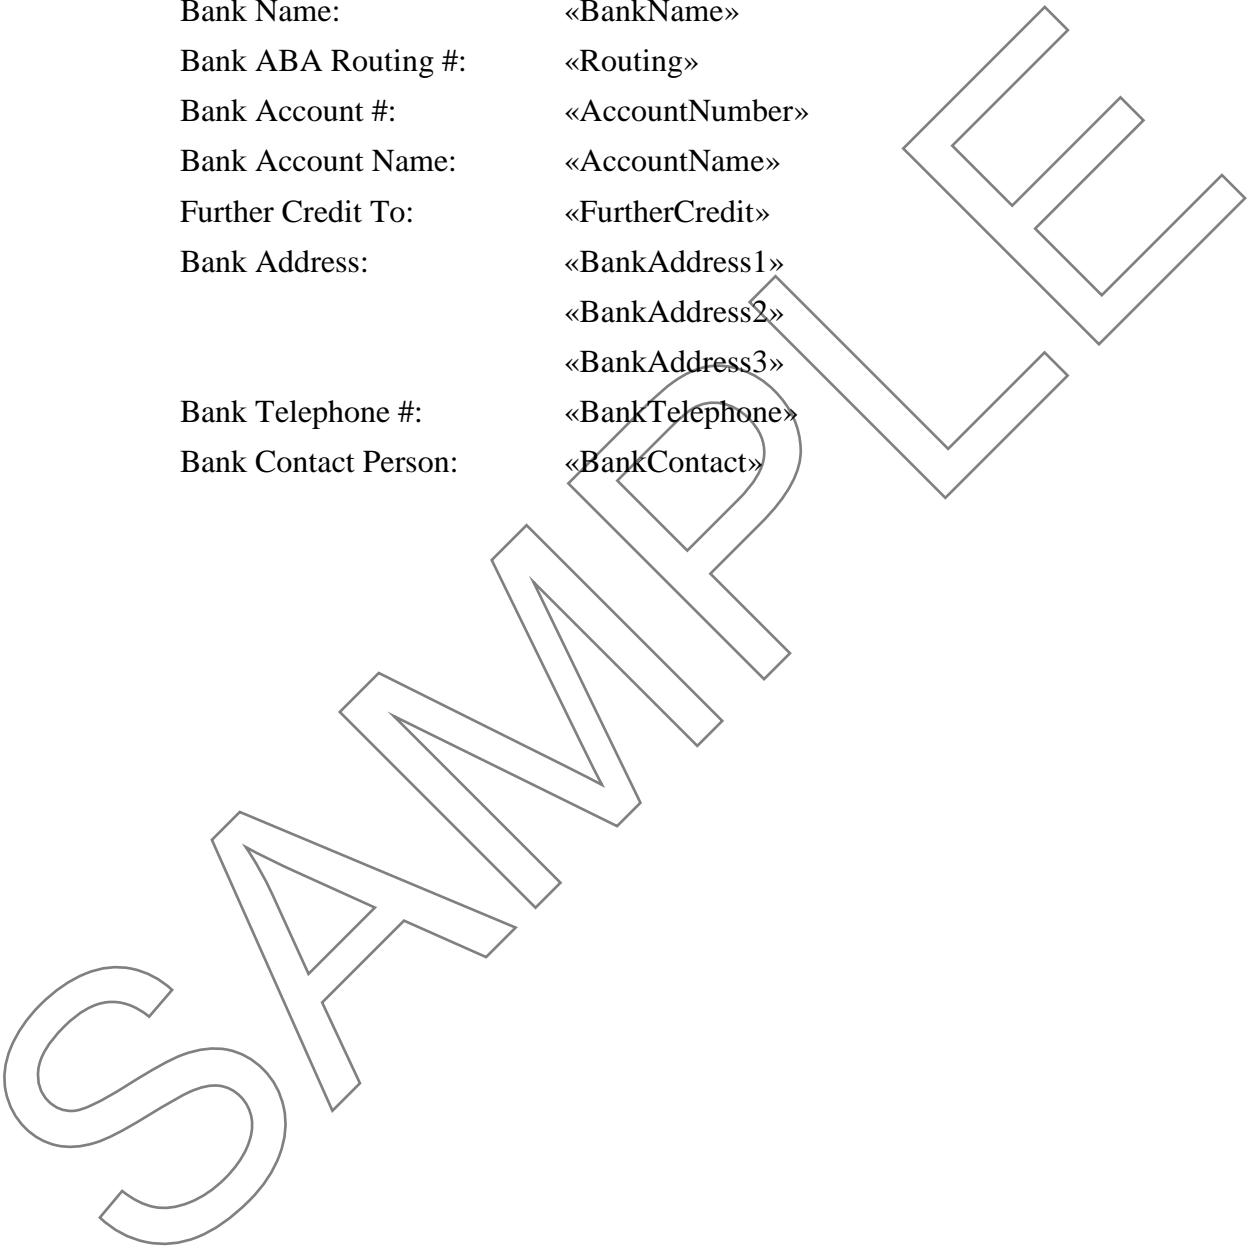 Bank Name: «BankName»
Bank ABA Routing #: «Routing»
Bank Account #: «AccountNumber»
Bank Account Name: «AccountName»
Further Credit To: «FurtherCredit»
Bank Address: «BankAddress1»
«BankAddress2»
«BankAddress3»
Bank Telephone #: «BankTelephone»
Bank Contact Person: «BankContact»
SAMPLE